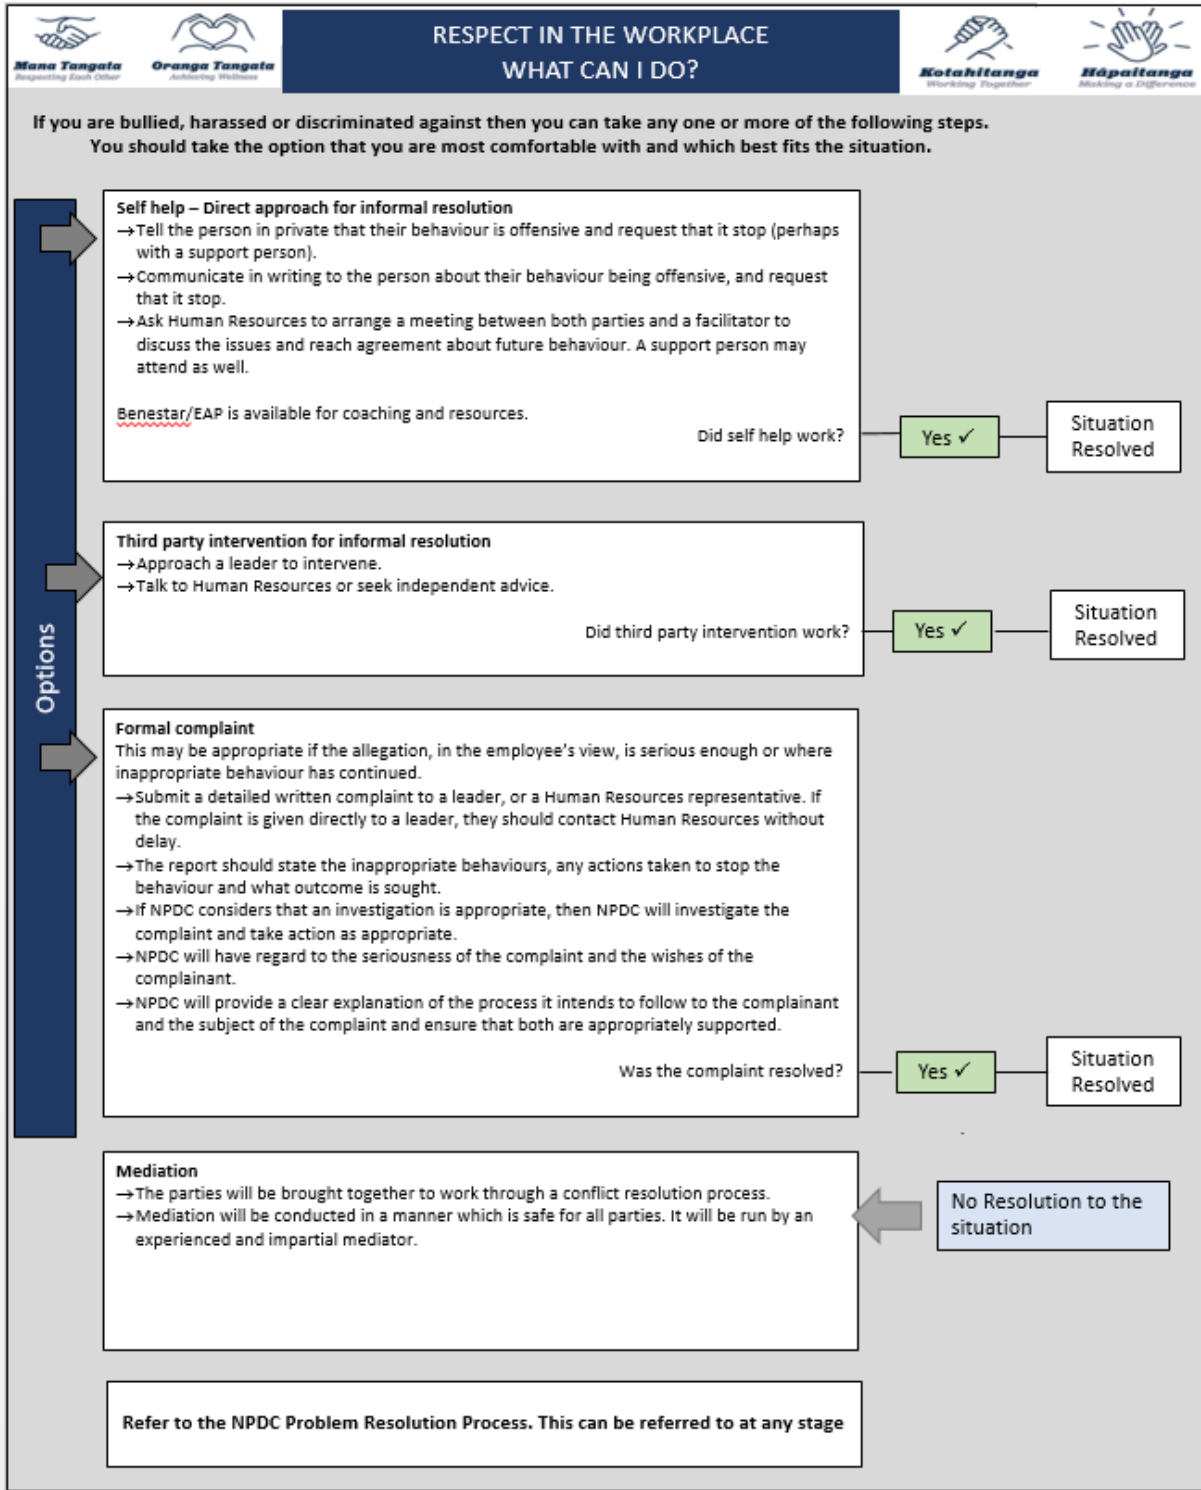 RESPECT IN THE WORKPLACE
WHAT CAN I DO?
Mana Tangata
Respecting Each Other
Oranga Tangata
Achieving Wellness
Kotahitanga
Working Together
Hāpaitanga
Making a Difference
If you are bullied, harassed or discriminated against then you can take any one or more of the following steps.
You should take the option that you are most comfortable with and which best fits the situation.
Options
Self help – Direct approach for informal resolution
→Tell the person in private that their behaviour is offensive and request that it stop (perhaps
with a support person).
→Communicate in writing to the person about their behaviour being offensive, and request
that it stop.
→Ask Human Resources to arrange a meeting between both parties and a facilitator to
discuss the issues and reach agreement about future behaviour. A support person may
attend as well.
Benestar/EAP is available for coaching and resources.
Did self help work?
Yes ✓
Situation
Resolved
Third party intervention for informal resolution
→Approach a leader to intervene.
→Talk to Human Resources or seek independent advice.
Did third party intervention work?
Yes ✓
Situation
Resolved
Formal complaint
This may be appropriate if the allegation, in the employee's view, is serious enough or where
inappropriate behaviour has continued.
→Submit a detailed written complaint to a leader, or a Human Resources representative. If
the complaint is given directly to a leader, they should contact Human Resources without
delay.
→The report should state the inappropriate behaviours, any actions taken to stop the
behaviour and what outcome is sought.
→If NPDC considers that an investigation is appropriate, then NPDC will investigate the
complaint and take action as appropriate.
→NPDC will have regard to the seriousness of the complaint and the wishes of the
complainant.
→NPDC will provide a clear explanation of the process it intends to follow to the complainant
and the subject of the complaint and ensure that both are appropriately supported.
Was the complaint resolved?
Yes ✓
Situation
Resolved
Mediation
→The parties will be brought together to work through a conflict resolution process.
→Mediation will be conducted in a manner which is safe for all parties. It will be run by an
experienced and impartial mediator.
No Resolution to the
situation
Refer to the NPDC Problem Resolution Process. This can be referred to at any stage